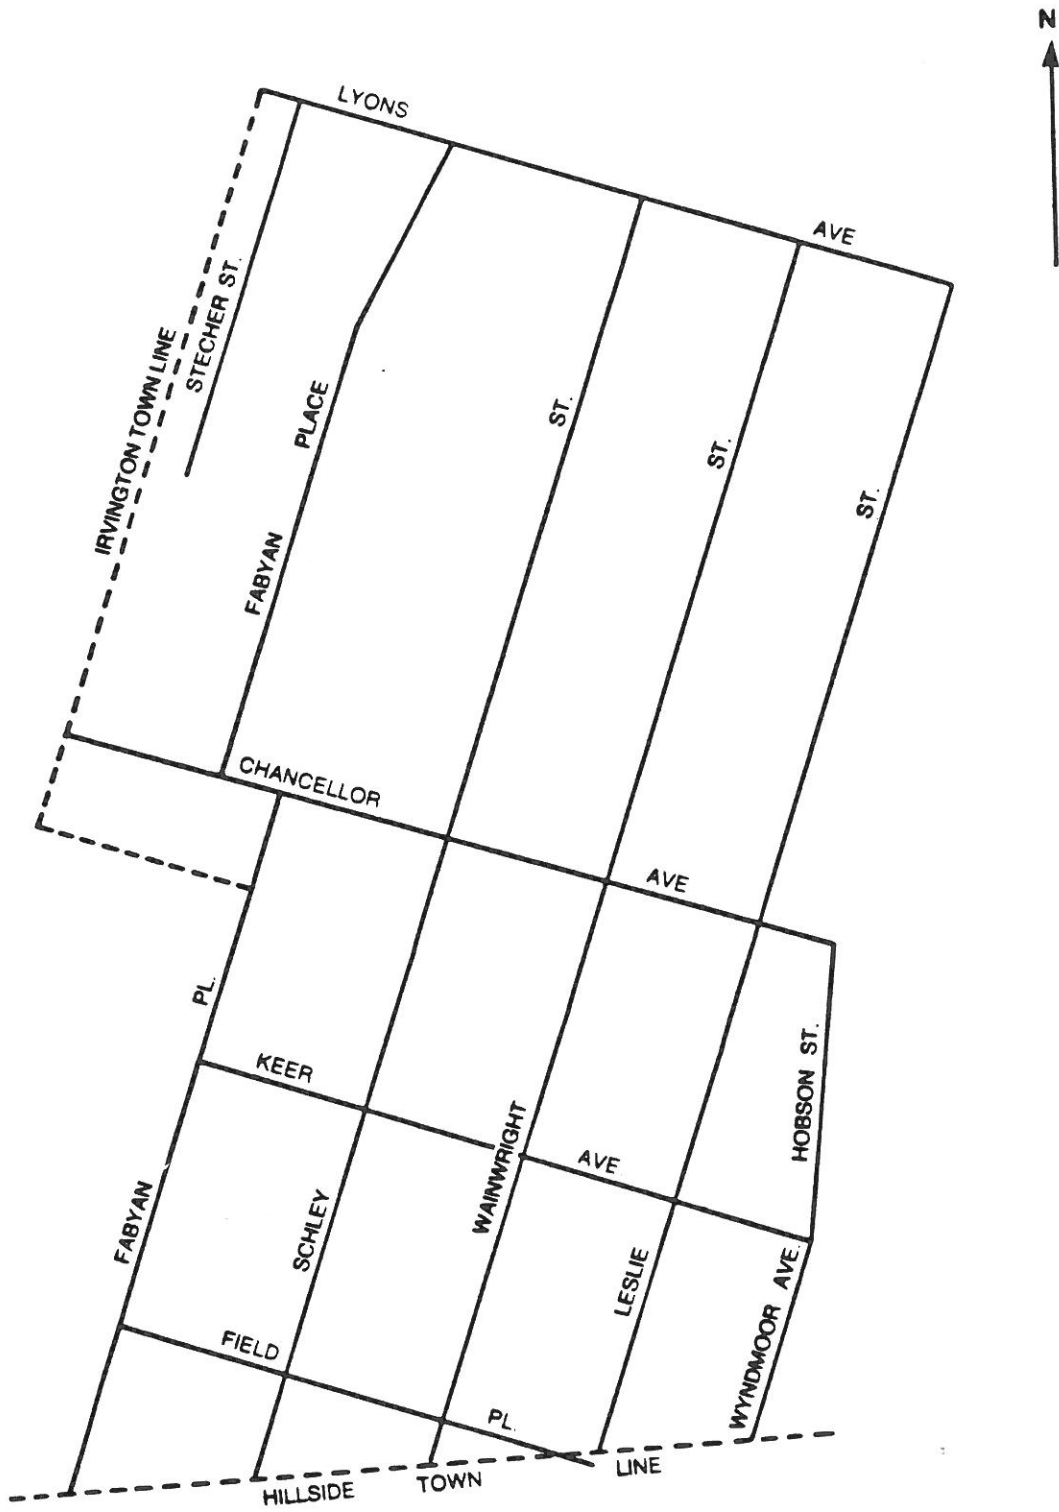 N
LYONS AVE
STECHER ST.
IRVINGTON TOWN LINE
FABYAN PLACE
ST.
ST.
ST.
CHANCELLOR AVE
PL.
KEER AVE
HOBSON ST.
FABYAN
SCHLEY
WAINWRIGHT
LESLIE
WYNDMOOR AVE.
FIELD PL.
HILLSIDE TOWN LINE